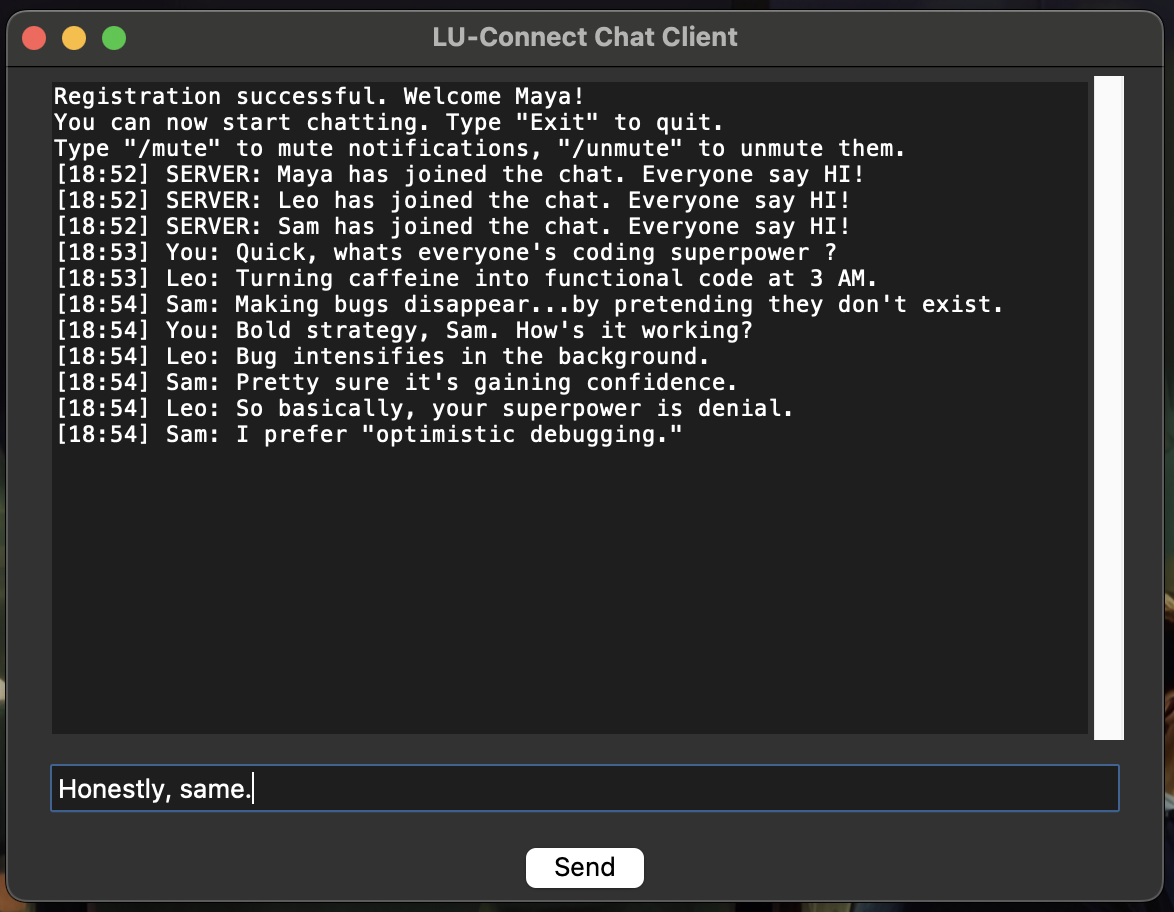 LU-Connect Chat Client
Registration successful. Welcome Maya!
You can now start chatting. Type "Exit" to quit.
Type "/mute" to mute notifications, "/unmute" to unmute them.
[18:52] SERVER: Maya has joined the chat. Everyone say HI!
[18:52] SERVER: Leo has joined the chat. Everyone say HI!
[18:52] SERVER: Sam has joined the chat. Everyone say HI!
[18:53] You: Quick, whats everyone's coding superpower ?
[18:53] Leo: Turning caffeine into functional code at 3 AM.
[18:54] Sam: Making bugs disappear...by pretending they don't exist.
[18:54] You: Bold strategy, Sam. How's it working?
[18:54] Leo: Bug intensifies in the background.
[18:54] Sam: Pretty sure it's gaining confidence.
[18:54] Leo: So basically, your superpower is denial.
[18:54] Sam: I prefer "optimistic debugging."
Honestly, same.
Send